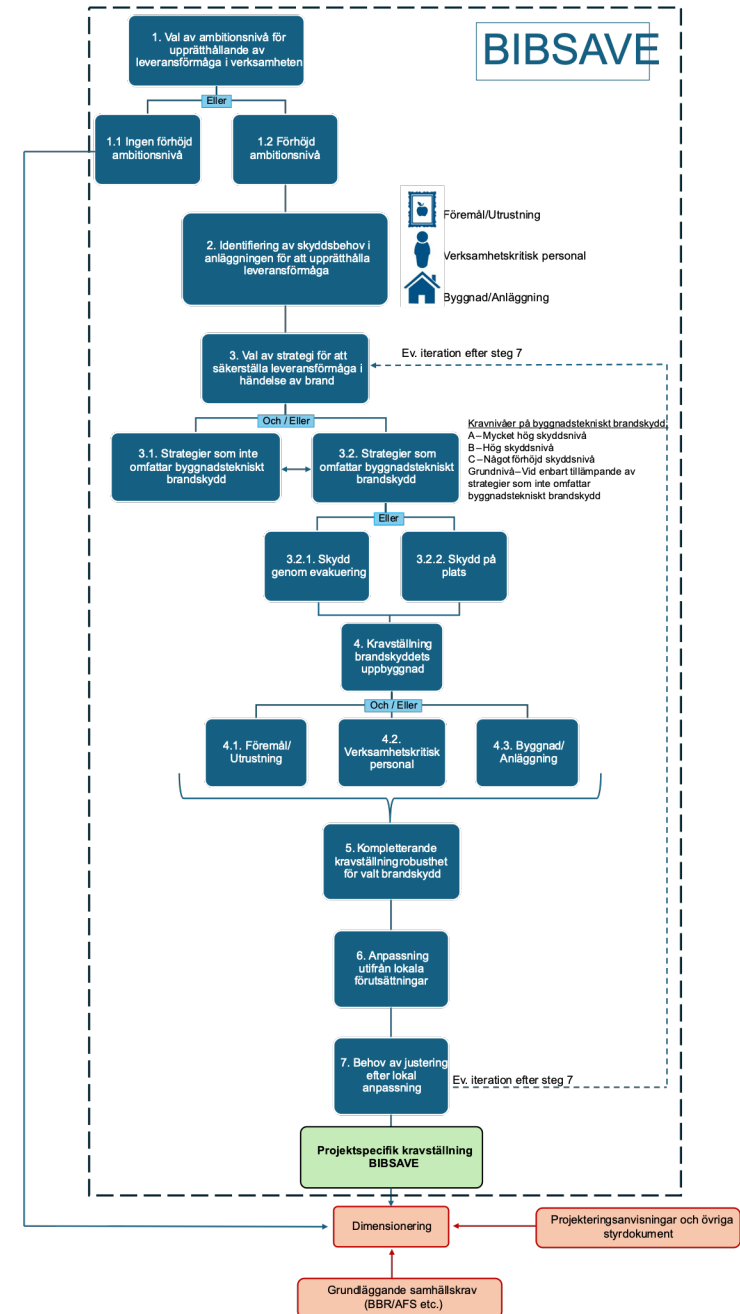 BIBSAVE
1. Val av ambitionsnivå för
upprätthållande av
leveransförmåga i verksamheten
Eller
1.1 Ingen förhöjd
ambitionsnivå
1.2 Förhöjd
ambitionsnivå
2. Identifiering av skyddsbehov i
anläggningen för att upprätthålla
leveransförmåga
Föremål/Utrustning
Verksamhetskritisk personal
Byggnad/Anläggning
3. Val av strategi för att
säkerställa leveransförmåga i
händelse av brand
Ev. iteration efter steg 7
Och / Eller
3.1. Strategier som inte
omfattar byggnadstekniskt
brandskydd
3.2. Strategier som
omfattar byggnadstekniskt
brandskydd
Kravnivåer på byggnadstekniskt brandskydd
A – Mycket hög skyddsnivå
B – Hög skyddsnivå
C – Något förhöjd skyddsnivå
Grundnivå – Vid enbart tillämpande av
strategier som inte omfattar
byggnadstekniskt brandskydd
Eller
3.2.1. Skydd
genom evakuering
3.2.2. Skydd på
plats
4. Kravställning
brandskyddets
uppbyggnad
Och / Eller
4.1. Föremål/
Utrustning
4.2.
Verksamhetskritisk
personal
4.3. Byggnad/
Anläggning
5. Kompletterande
kravställningrobusthet
för valt brandskydd
6. Anpassning
utifrån lokala
förutsättningar
7. Behov av justering
efter lokal
anpassning
Ev. iteration efter steg 7
Projektspecifik kravställning
BIBSAVE
Dimensionering
Projekteringsanvisningar och övriga
styrdokument
Grundläggande samhällskrav
(BBR/AFS etc.)